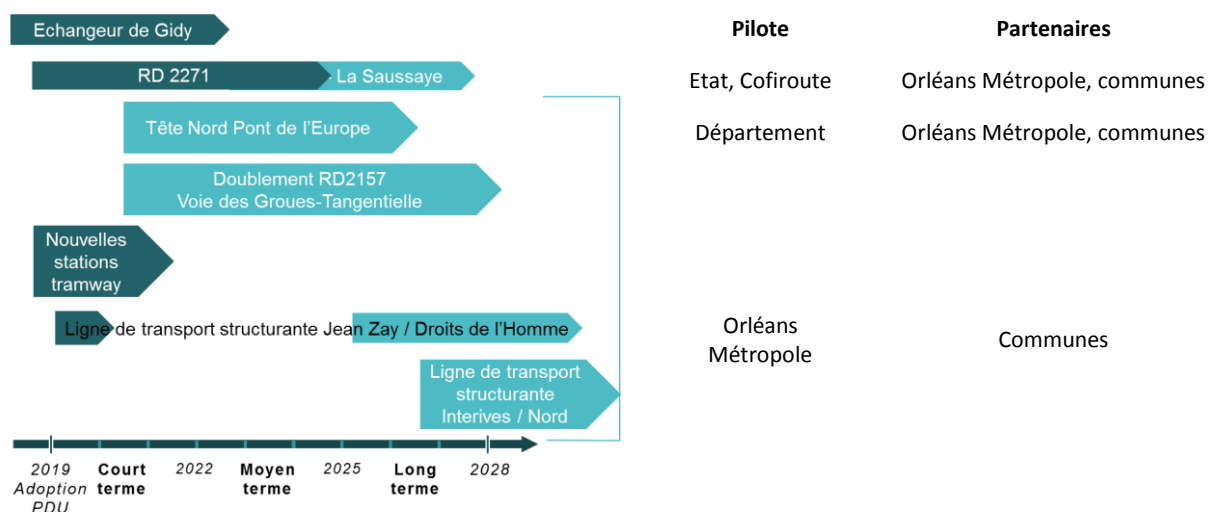 Pilote
Partenaires
Echangeur de Gidy
RD 2271 - La Saussaye
Etat, Cofiroute
Orléans Métropole, communes
Tête Nord Pont de l'Europe
Département
Orléans Métropole, communes
Doublement RD2157
Voie des Groues-Tangentielle
Nouvelles
stations
tramway
Ligne de transport structurante Jean Zay / Droits de l'Homme
Orléans
Métropole
Communes
Ligne de transport
structurante
Interives / Nord
2019
Adoption
PDU
Court
terme
2022
Moyen
terme
2025
Long
terme
2028